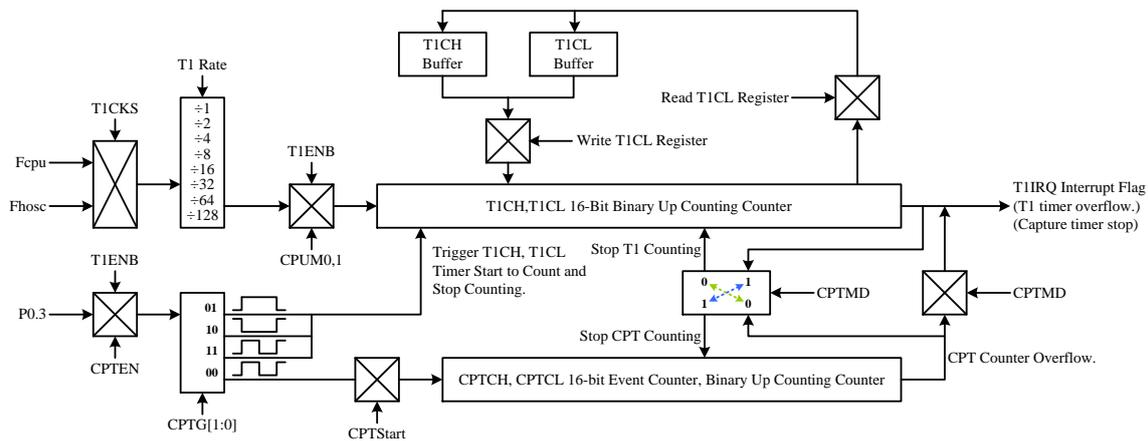 T1CH
Buffer
T1CL
Buffer
T1 Rate
T1CKS
÷1
÷2
÷4
÷8
÷16
÷32
÷64
÷128
Read T1CL Register
Write T1CL Register
Fcpu
Fhosc
T1ENB
CPUM0,1
T1CH,T1CL 16-Bit Binary Up Counting Counter
T1IRQ Interrupt Flag
(T1 timer overflow.)
(Capture timer stop)
Trigger T1CH, T1CL
Timer Start to Count and
Stop Counting.
Stop T1 Counting
T1ENB
P0.3
CPTEN
01
10
11
00
CPTG[1:0]
0 1
1 0
CPTMD
CPTMD
Stop CPT Counting
CPT Counter Overflow.
CPTCH, CPTCL 16-bit Event Counter, Binary Up Counting Counter
CPTStart